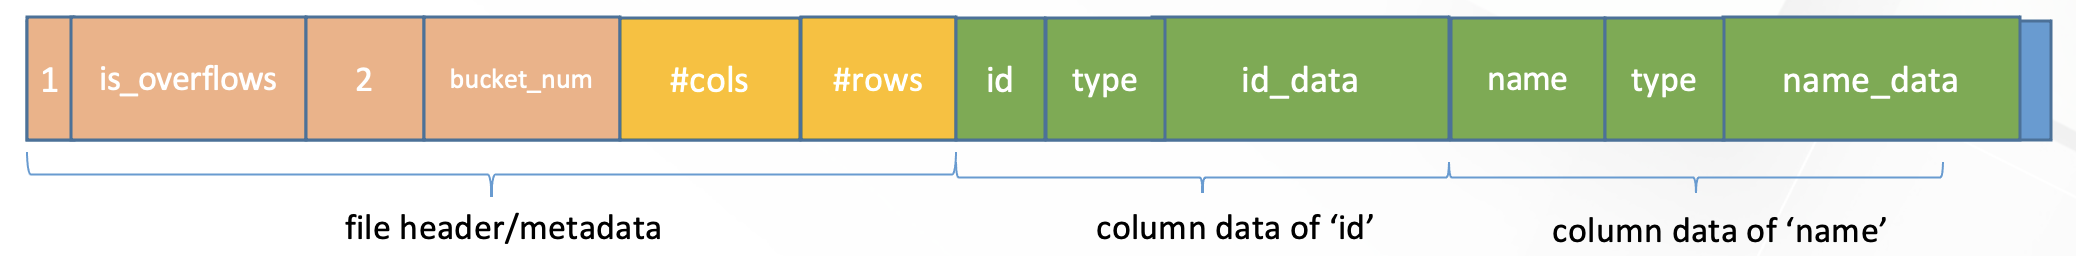 1 is_overflows 2 bucket_num #cols #rows id type id_data name type name_data
file header/metadata column data of ‘id’ column data of ‘name’